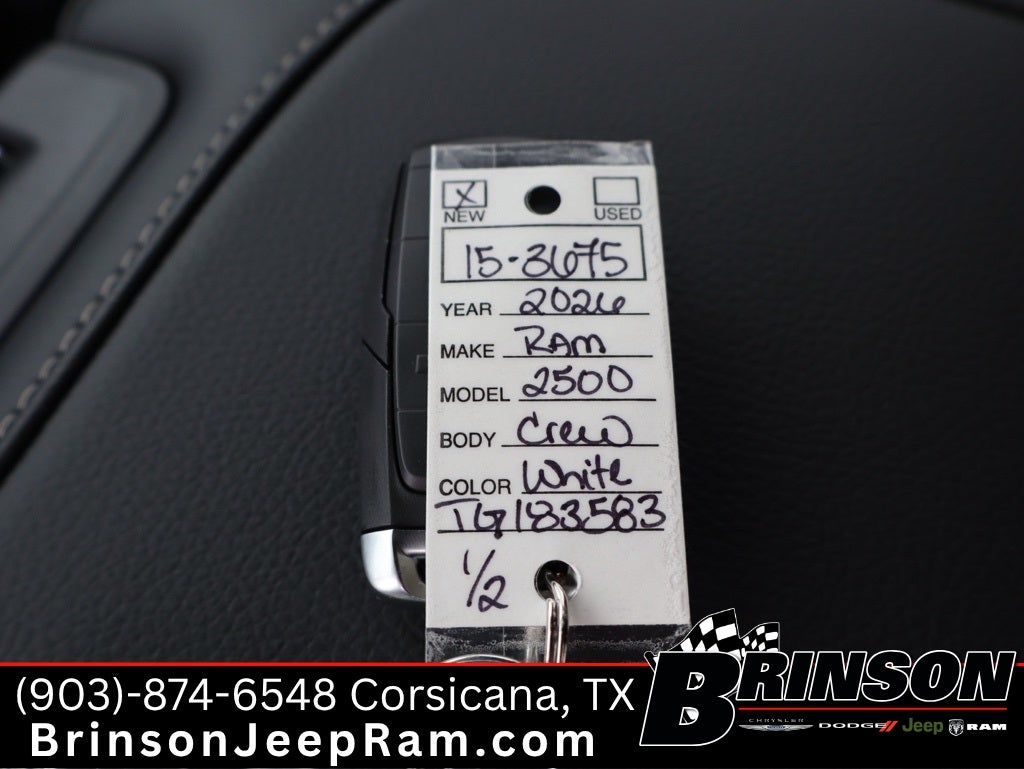 X
NEW USED
15-3675
YEAR 2026
MAKE RAM
MODEL 2500
BODY Crew
COLOR White
TG183583
1/2
(903)-874-6548 Corsicana, TX
BrinsonJeepRam.com
BRINSON
CHRYSLER DODGE Jeep RAM